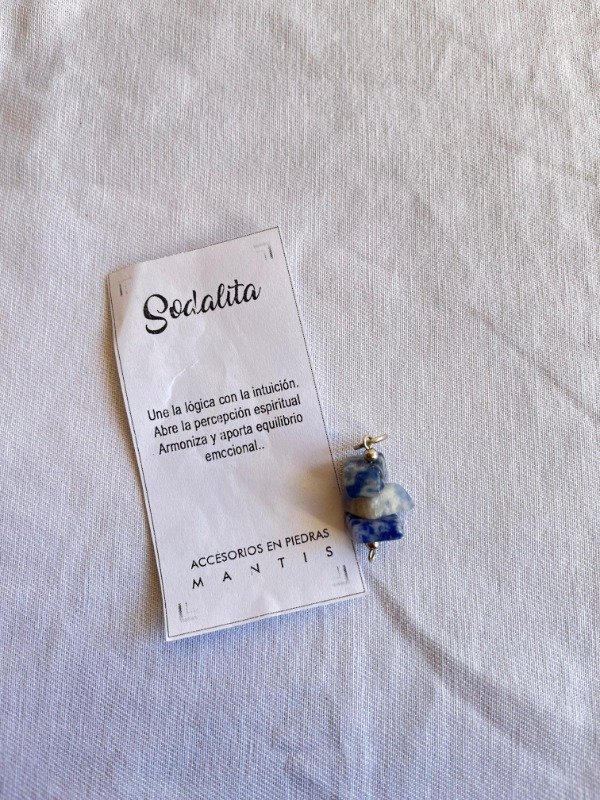 Sodalita
Une la lógica con la intuición.
Abre la percepción espiritual
Armoniza y aporta equilibrio
emccional..
ACCESORIOS EN PIEDRAS
MANTIS